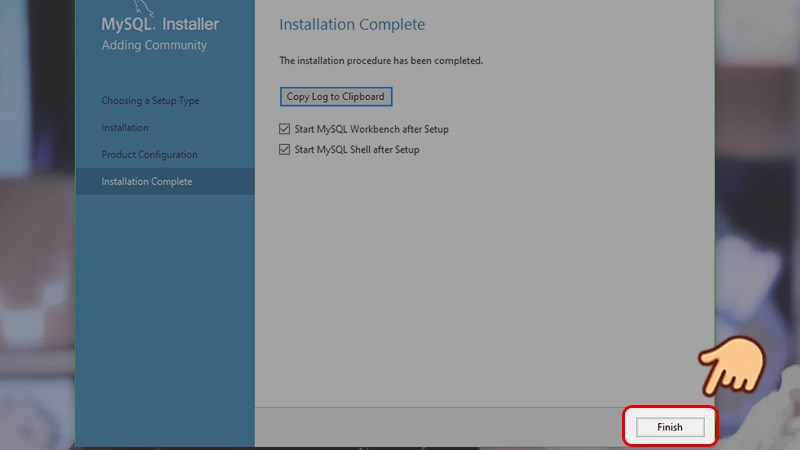 MySQL. Installer
Adding Community
Choosing a Setup Type
Installation
Product Configuration
Installation Complete
Installation Complete
The installation procedure has been completed.
Copy Log to Clipboard
Start MySQL Workbench after Setup
Start MySQL Shell after Setup
Finish